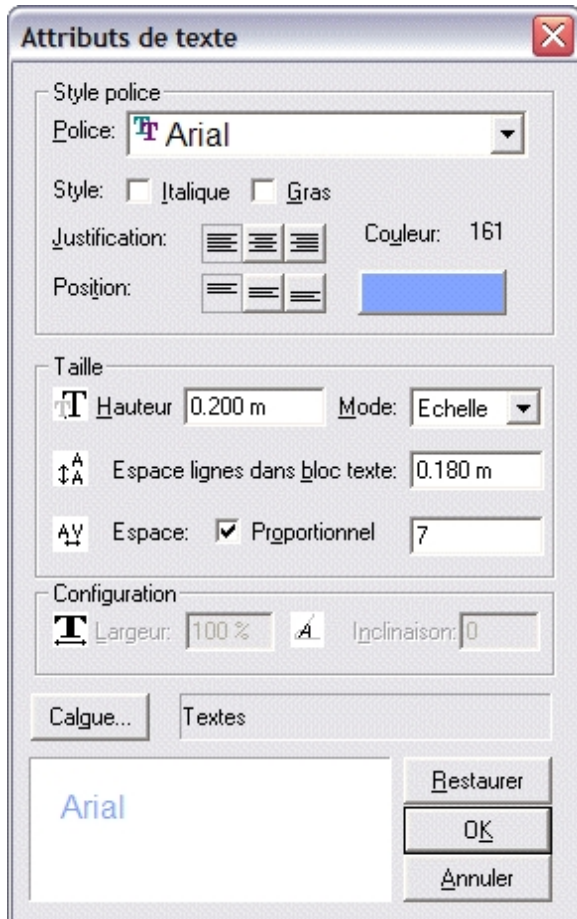 Attributs de texte
Style police
Police: Arial
Style: Italique Gras
Justification: Couleur: 161
Position:
Taille
Hauteur 0.200 m Mode: Echelle
Espace lignes dans bloc texte: 0.180 m
Espace: Proportionnel 7
Configuration
Largeur: 100 % Inclinaison: 0
Calgue... Textes
Arial
Restaurer
OK
Annuler